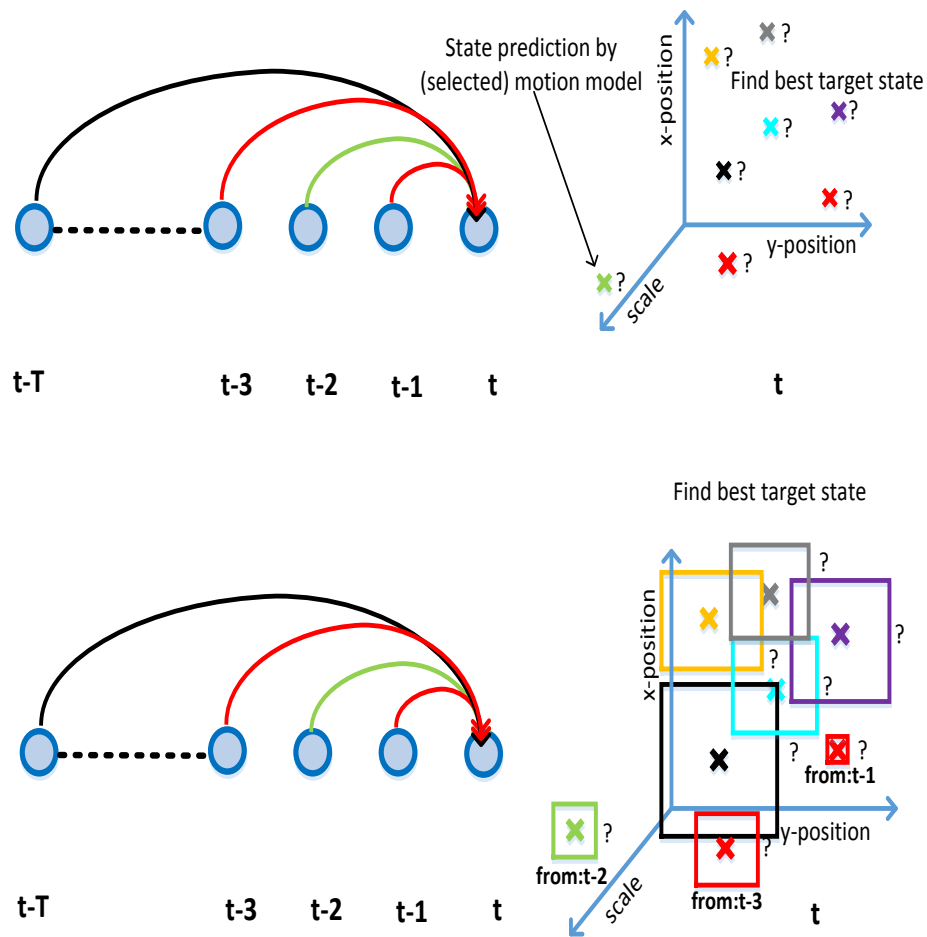 State prediction by
(selected) motion model
x-position
?
?
Find best target state
?
?
?
?
y-position
?
?
scale
t-T
t-3
t-2
t-1
t
t
Find best target state
x-position
?
?
?
?
?
?
from:t-1
y-position
?
from:t-2
?
from:t-3
scale
t-T
t-3
t-2
t-1
t
t